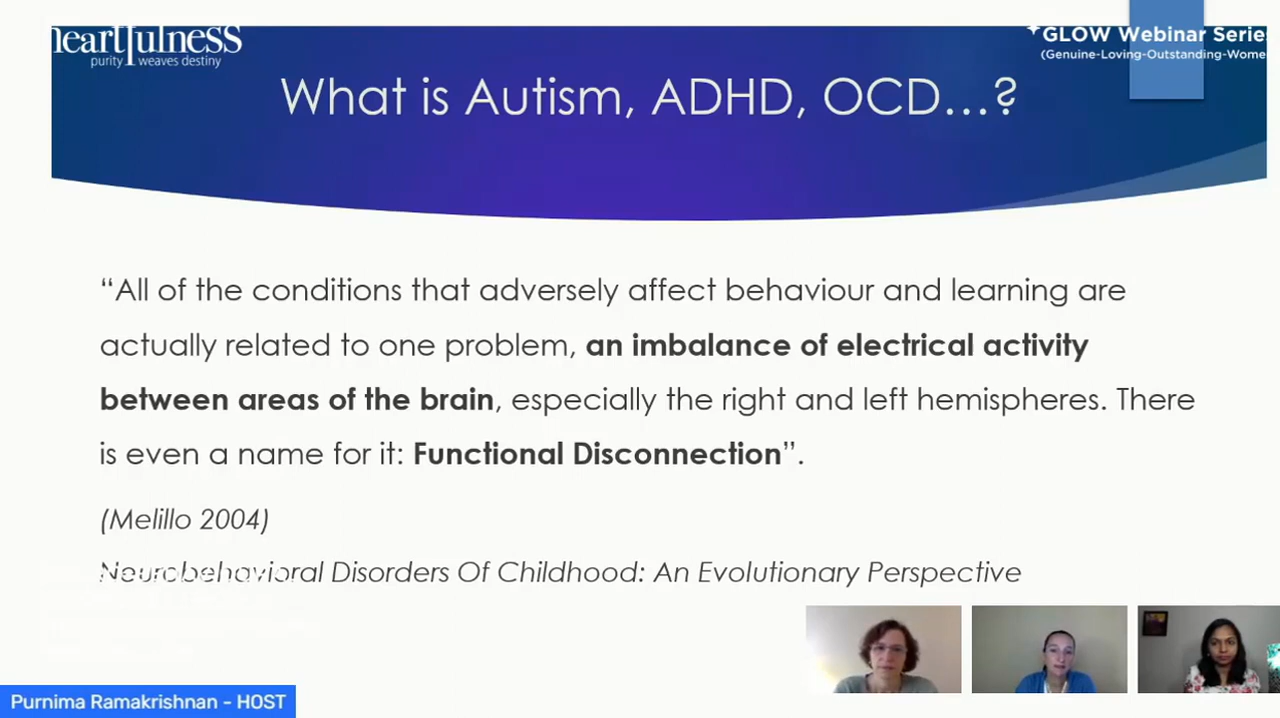 heartfulness
purity weaves destiny
GLOW Webinar Series
(Genuine-Loving-Outstanding-Wome
What is Autism, ADHD, OCD...?
“All of the conditions that adversely affect behaviour and learning are
actually related to one problem, an imbalance of electrical activity
between areas of the brain, especially the right and left hemispheres. There
is even a name for it: Functional Disconnection”.
(Melillo 2004)
Neurobehavioral Disorders Of Childhood: An Evolutionary Perspective
Purnima Ramakrishnan - HOST